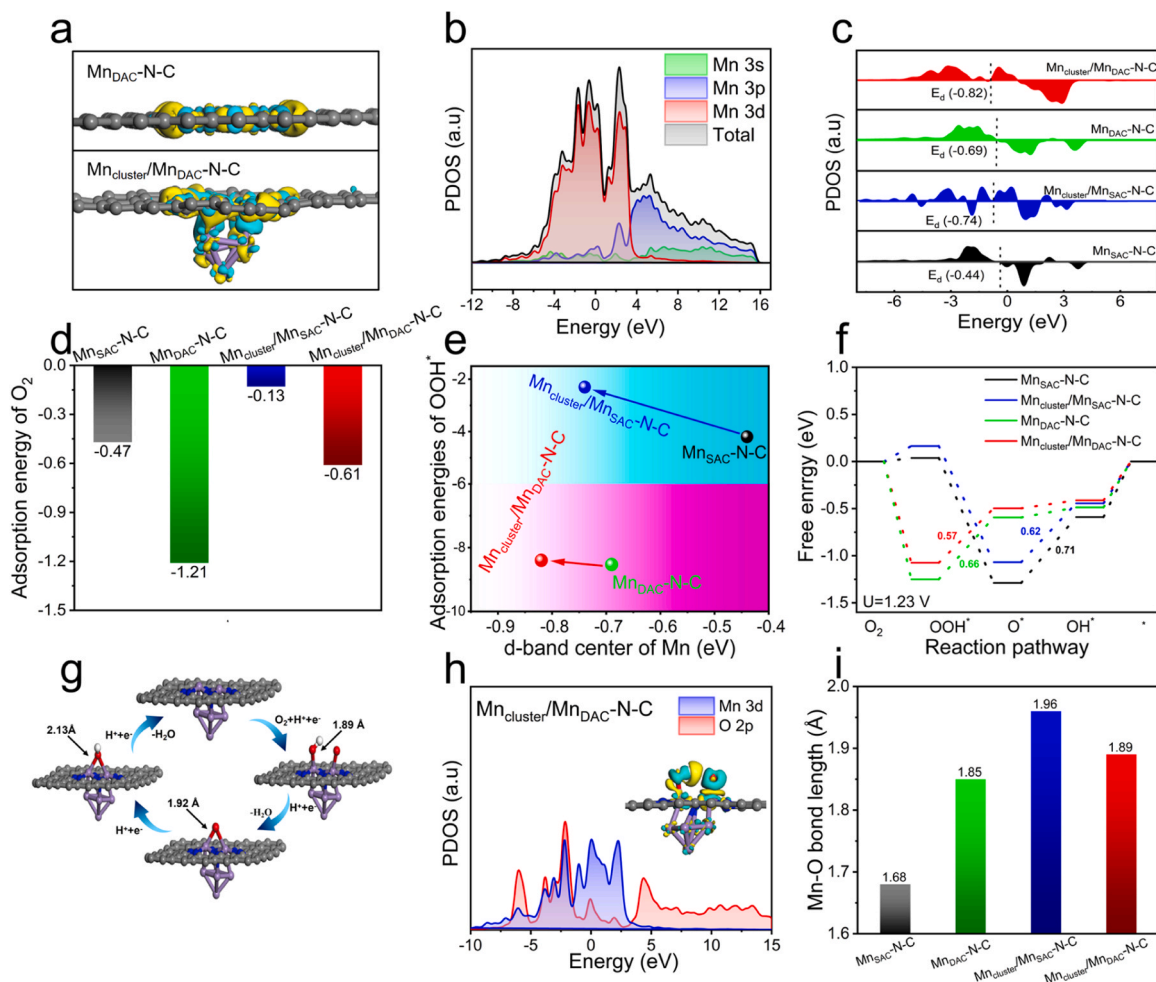 a
Mn_DAC-N-C
Mn_cluster/Mn_DAC-N-C
b
Mn 3s
Mn 3p
Mn 3d
Total
PDOS (a.u)
-12 -8 -4 0 4 8 12 16
Energy (eV)
c
Mn_cluster/Mn_DAC-N-C
E_d (-0.82)
Mn_DAC-N-C
E_d (-0.69)
Mn_cluster/Mn_SAC-N-C
E_d (-0.74)
Mn_SAC-N-C
E_d (-0.44)
PDOS (a.u)
-6 -3 0 3 6
Energy (eV)
d
Mn_SAC-N-C
Mn_DAC-N-C
Mn_cluster/Mn_SAC-N-C
Mn_cluster/Mn_DAC-N-C
Adsorption energy of O₂
0.0
-0.3
-0.6
-0.9
-1.2
-1.5
-0.47
-1.21
-0.13
-0.61
e
Adsorption energies of OOH*
-2
-4
-6
-8
-10
Mn_cluster/Mn_SAC-N-C
Mn_SAC-N-C
Mn_cluster/Mn_DAC-N-C
Mn_DAC-N-C
-0.9 -0.8 -0.7 -0.6 -0.5 -0.4
d-band center of Mn (eV)
f
Mn_SAC-N-C
Mn_cluster/Mn_SAC-N-C
Mn_DAC-N-C
Mn_cluster/Mn_DAC-N-C
Free enrrgy (eV)
1.0
0.5
0.0
-0.5
-1.0
-1.5
0.57
0.66
0.62
0.71
U=1.23 V
O₂ OOH* O* OH* *
Reaction pathway
g
O₂+H⁺+e⁻
1.89 Å
H⁺+e⁻
-H₂O
1.92 Å
H⁺+e⁻
2.13Å
H⁺+e⁻
-H₂O
h
Mn_cluster/Mn_DAC-N-C
Mn 3d
O 2p
PDOS (a.u)
-10 -5 0 5 10 15
Energy (eV)
i
Mn-O bond length (Å)
2.0
1.9
1.8
1.7
1.6
1.68
1.85
1.96
1.89
Mn_SAC-N-C
Mn_DAC-N-C
Mn_cluster/Mn_SAC-N-C
Mn_cluster/Mn_DAC-N-C